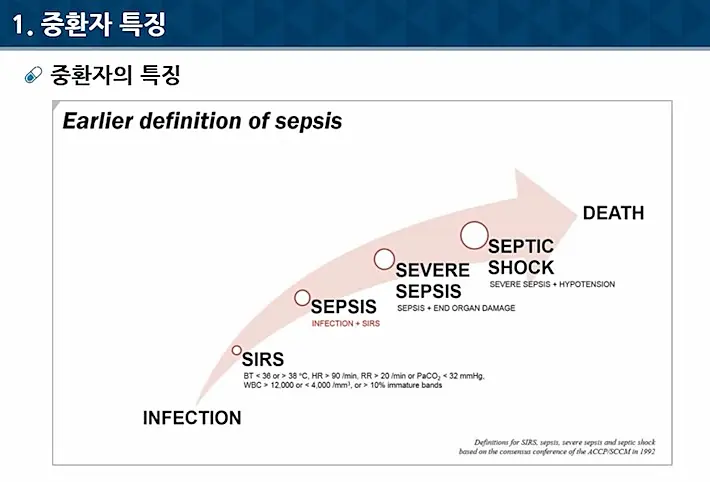 1. 중환자 특징
중환자의 특징
Earlier definition of sepsis
DEATH
SEPTIC
SHOCK
SEVERE SEPSIS + HYPOTENSION
SEVERE
SEPSIS
SEPSIS + END ORGAN DAMAGE
SEPSIS
INFECTION + SIRS
SIRS
BT < 36 or > 38 °C, HR > 90 /min, RR > 20 /min or PaCO₂ < 32 mmHg,
WBC > 12,000 or < 4,000 /mm³, or > 10% immature bands
INFECTION
Definitions for SIRS, sepsis, severe sepsis and septic shock
based on the consensus conference of the ACCP/SCCM in 1992